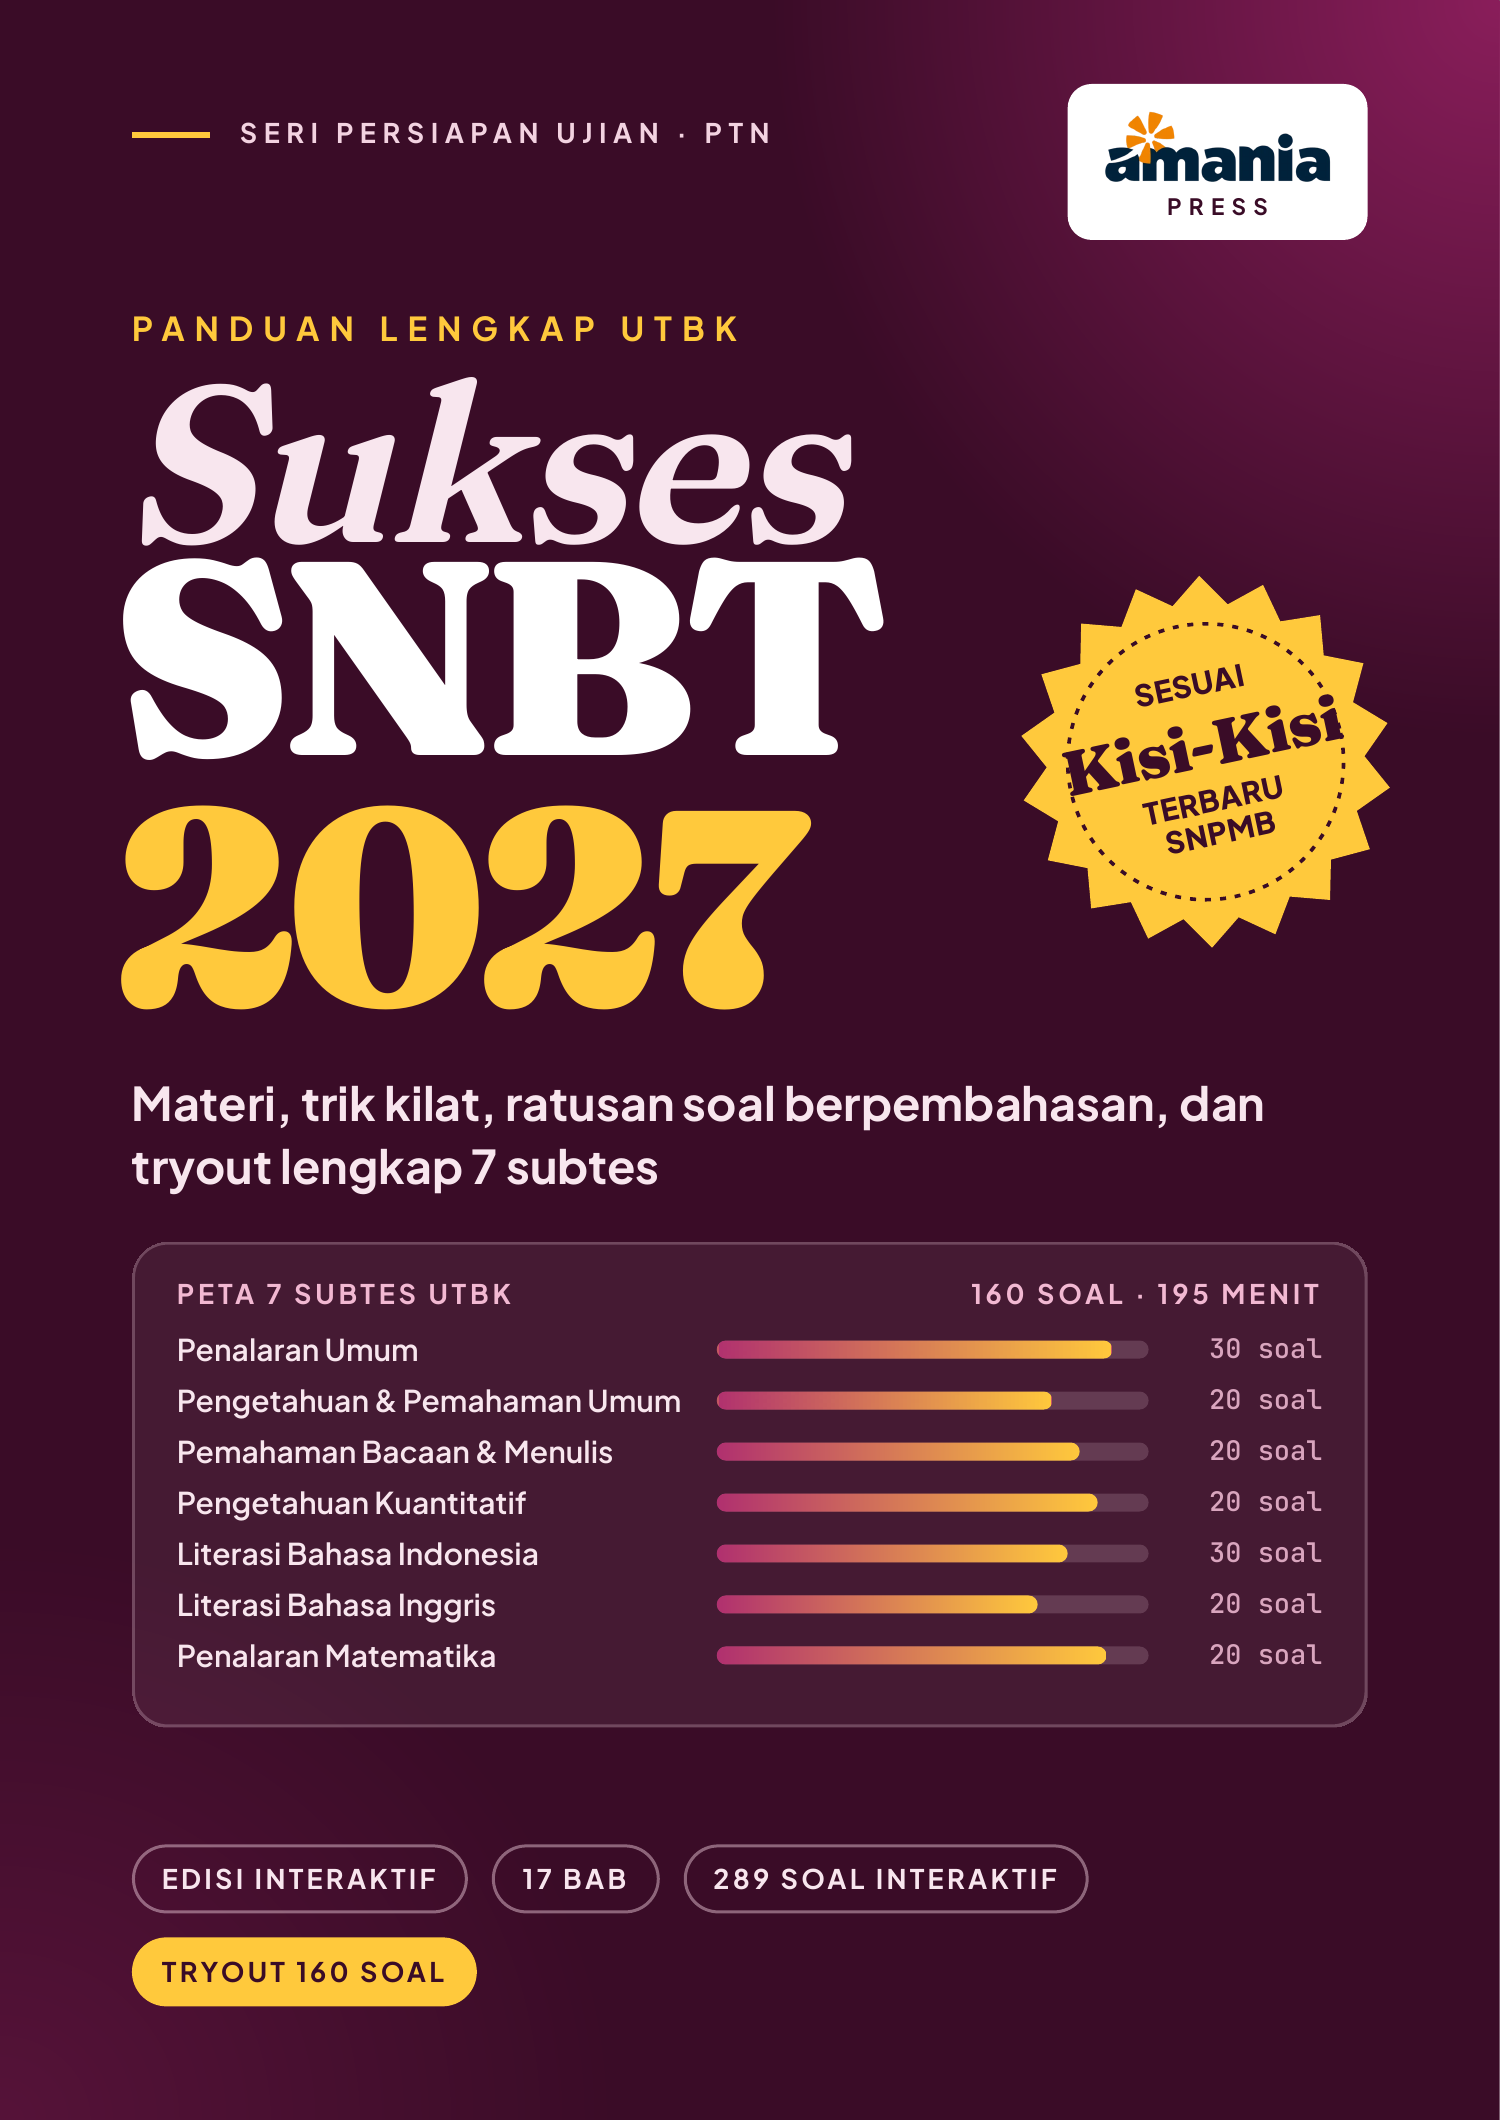 SERI PERSIAPAN UJIAN · PTN
amania
PRESS
PANDUAN LENGKAP UTBK
Sukses
SNBT
2027
SESUAI
Kisi-Kisi
TERBARU
SNPMB
Materi, trik kilat, ratusan soal berpembahasan, dan
tryout lengkap 7 subtes
PETA 7 SUBTES UTBK 160 SOAL · 195 MENIT
Penalaran Umum 30 soal
Pengetahuan & Pemahaman Umum 20 soal
Pemahaman Bacaan & Menulis 20 soal
Pengetahuan Kuantitatif 20 soal
Literasi Bahasa Indonesia 30 soal
Literasi Bahasa Inggris 20 soal
Penalaran Matematika 20 soal
EDISI INTERAKTIF 17 BAB 289 SOAL INTERAKTIF
TRYOUT 160 SOAL